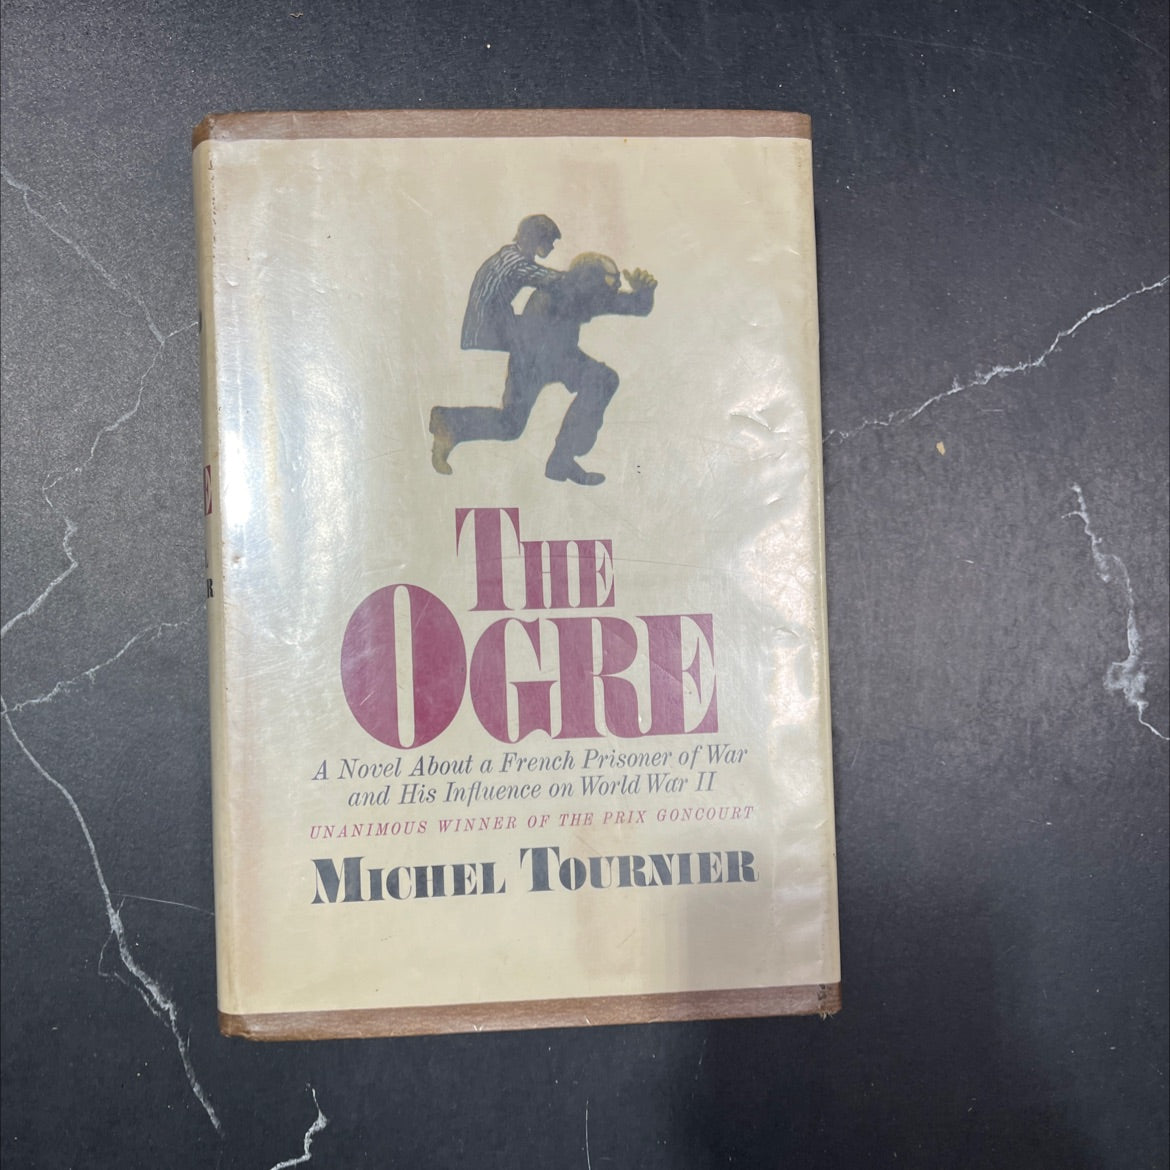 THE
OGRE
A Novel About a French Prisoner of War
and His Influence on World War II
UNANIMOUS WINNER OF THE PRIX GONCOURT
MICHEL TOURNIER